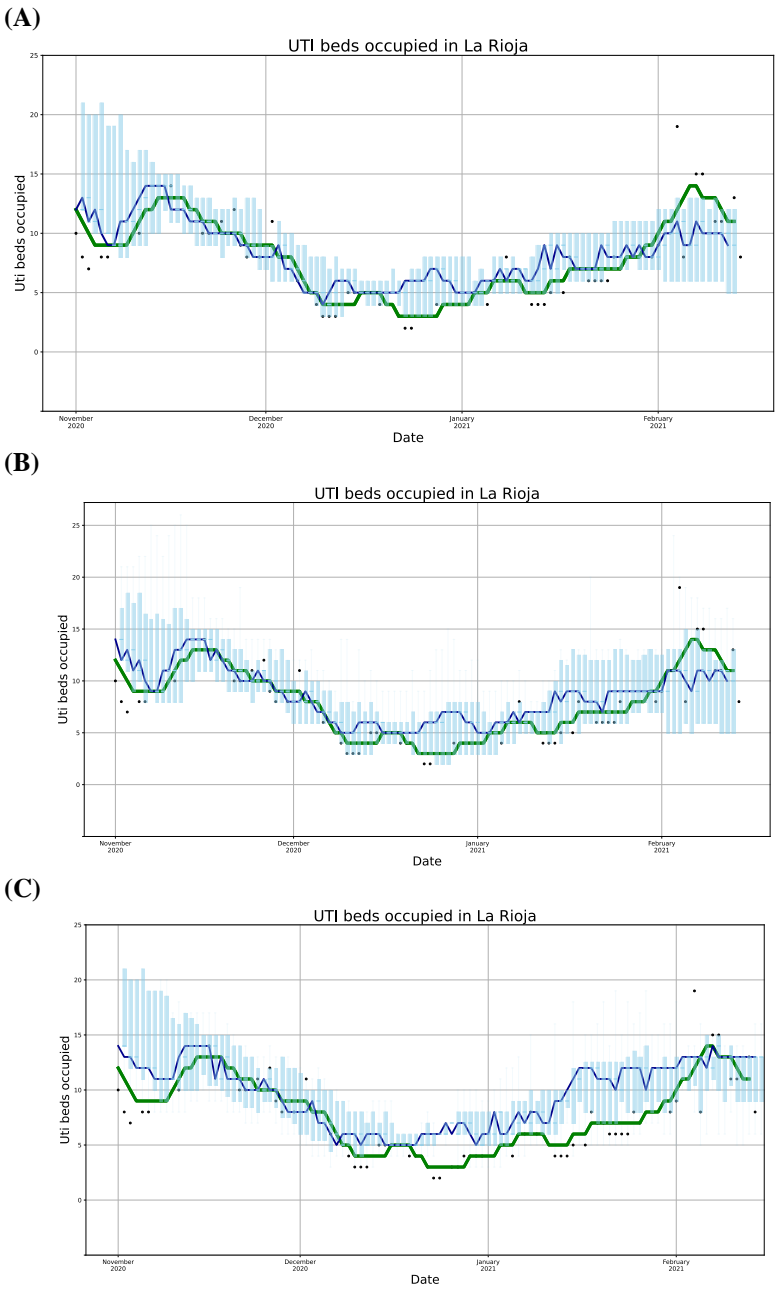 (A)
UTI beds occupied in La Rioja
25
20
15
10
5
0
Uti beds occupied
November
2020
December
2020
January
2021
February
2021
Date
(B)
UTI beds occupied in La Rioja
25
20
15
10
5
0
Uti beds occupied
November
2020
December
2020
January
2021
February
2021
Date
(C)
UTI beds occupied in La Rioja
25
20
15
10
5
0
Uti beds occupied
November
2020
December
2020
January
2021
February
2021
Date